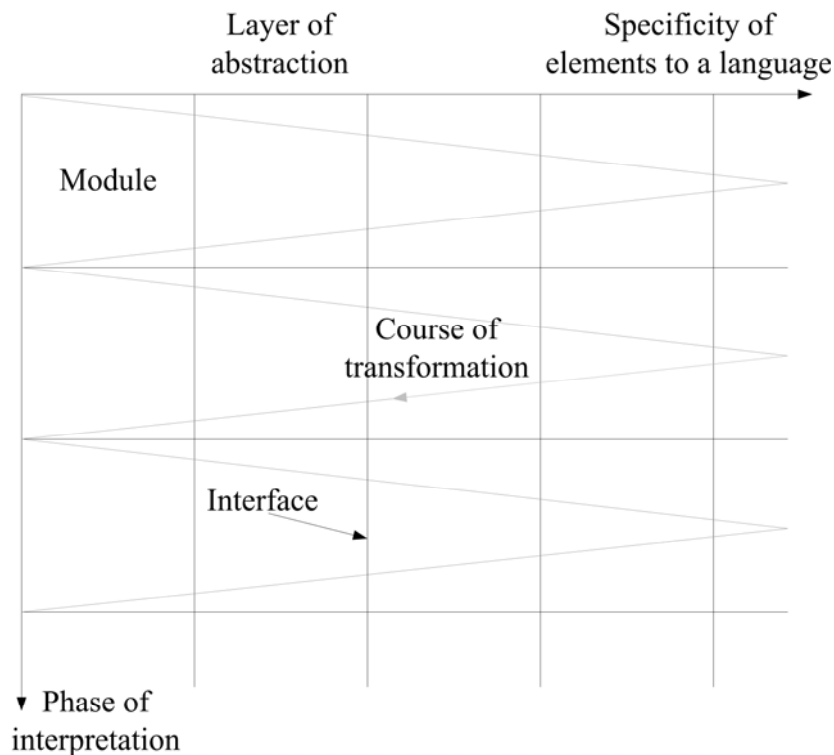 Layer of
abstraction
Specificity of
elements to a language
Module
Course of
transformation
Interface
Phase of
interpretation